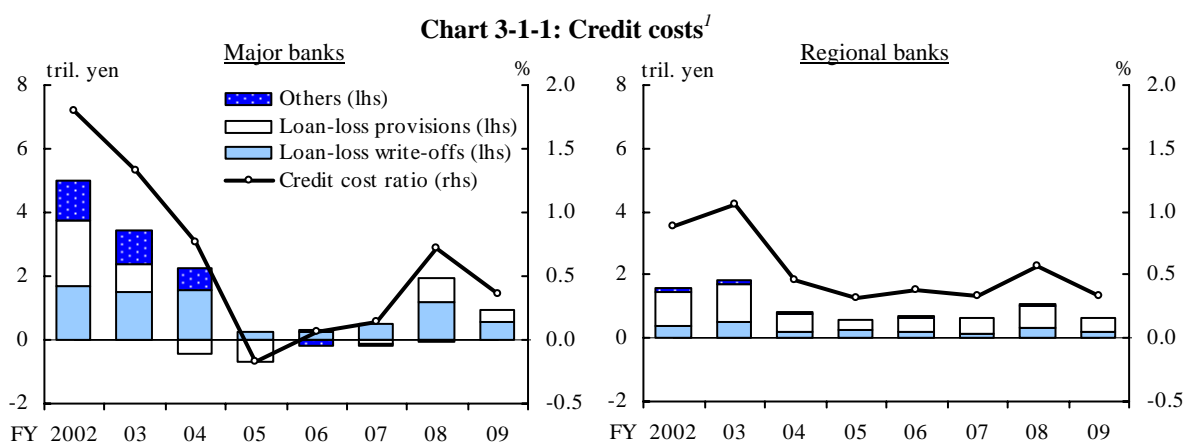 Chart 3-1-1: Credit costs1
Major banks
tril. yen
%
8
6
4
2
0
-2
2.0
1.5
1.0
0.5
0.0
-0.5
Others (lhs)
Loan-loss provisions (lhs)
Loan-loss write-offs (lhs)
Credit cost ratio (rhs)
FY 2002 03 04 05 06 07 08 09
Regional banks
tril. yen
%
8
6
4
2
0
-2
2.0
1.5
1.0
0.5
0.0
-0.5
FY 2002 03 04 05 06 07 08 09